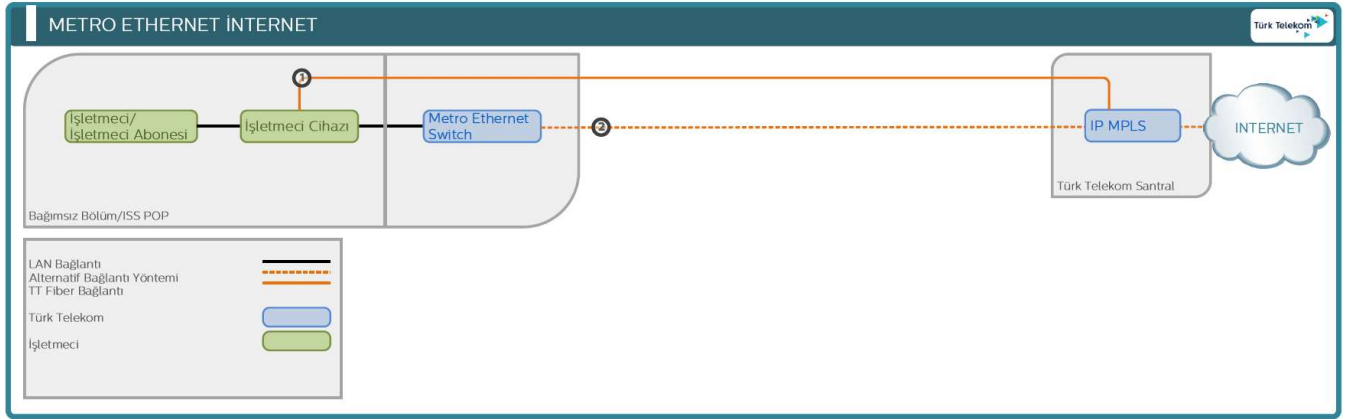 METRO ETHERNET İNTERNET
Türk Telekom
1
İşletmeci/
İşletmeci Abonesi
İşletmeci Cihazı
Metro Ethernet
Switch
2
IP MPLS
INTERNET
Türk Telekom Santral
Bağımsız Bölüm/ISS POP
LAN Bağlantı
Alternatif Bağlantı Yöntemi
TT Fiber Bağlantı
Türk Telekom
İşletmeci